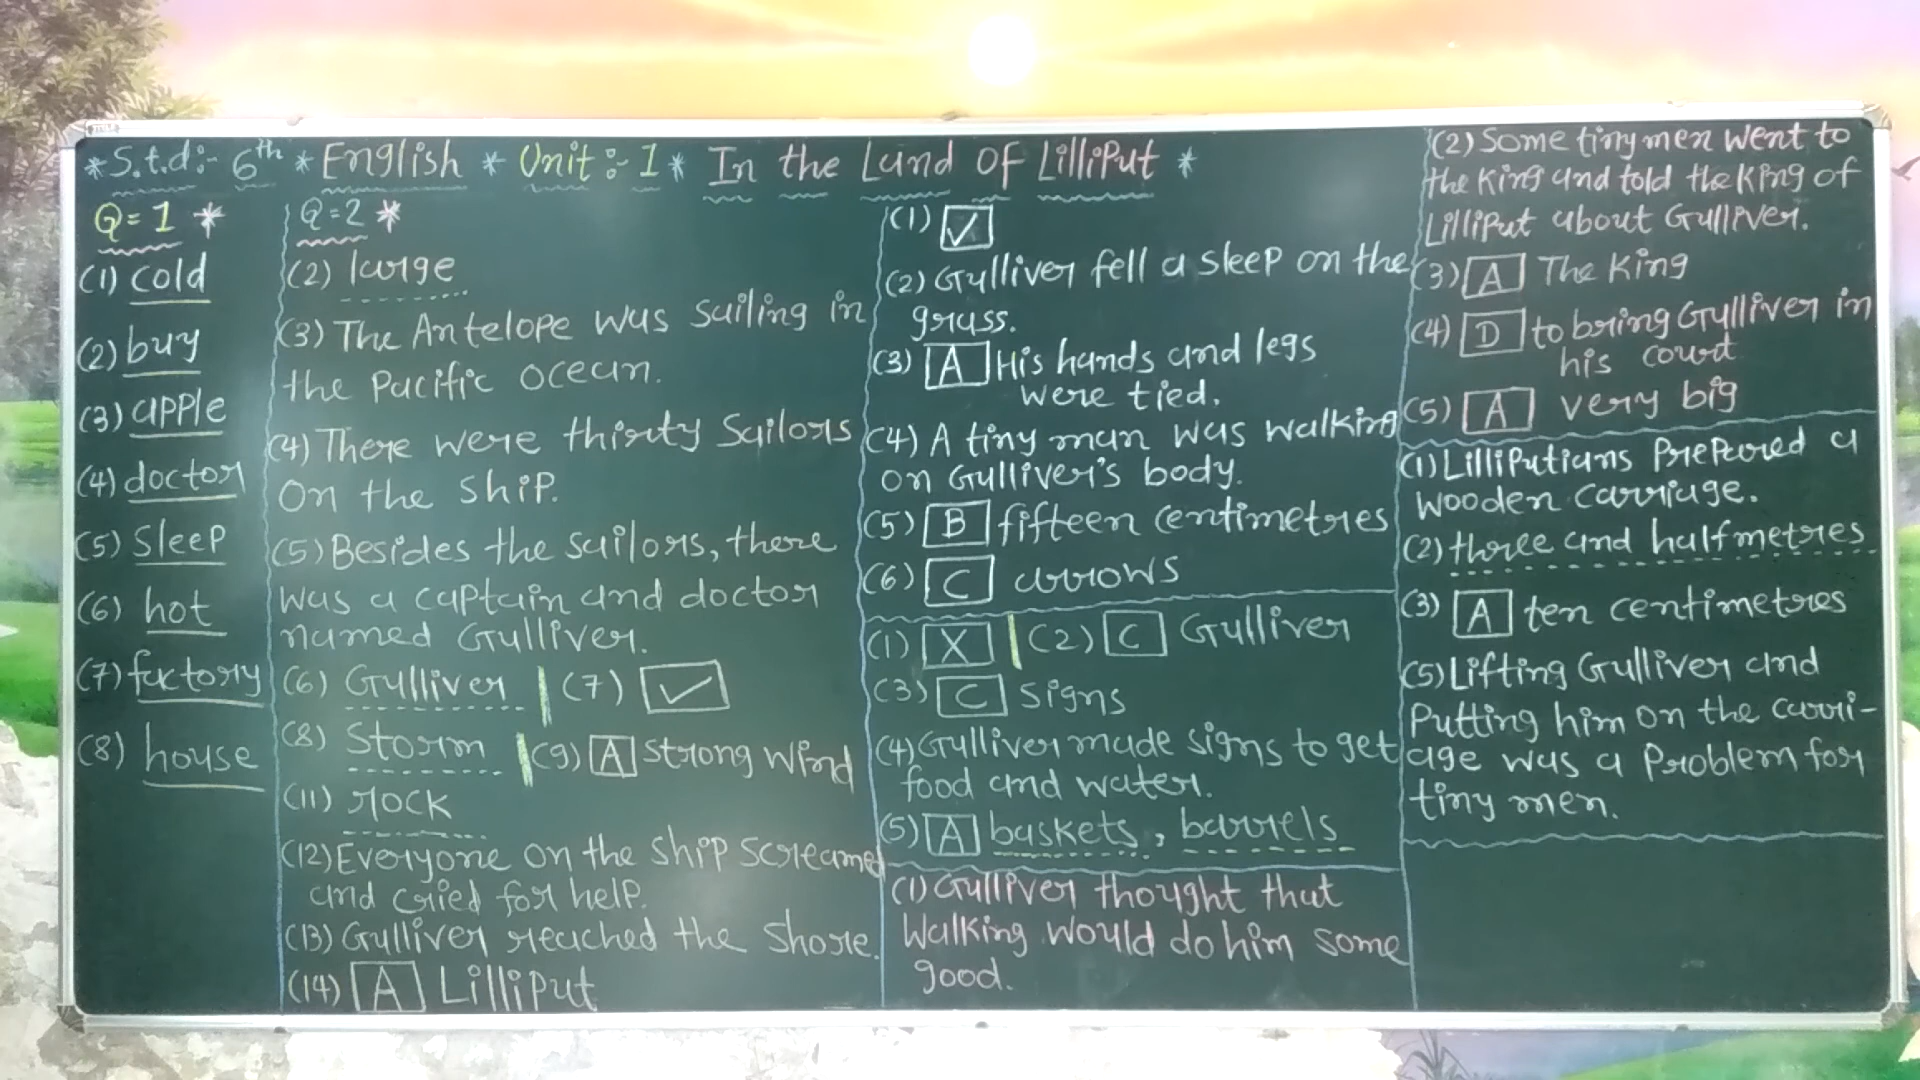 *S.t.d:- 6th * English * Unit :- 1 * In the Land of Lilliput *
Q=1 *
(1) cold
(2) buy
(3) apple
(4) doctor
(5) sleep
(6) hot
(7) factory
(8) house
Q=2 *
(2) large
(3) The Antelope was sailing in
the pacific ocean.
(4) There were thirty sailors
on the ship.
(5) Besides the sailors, there
was a captain and doctor
named Gulliver.
(6) Gulliver | (7) ✓
(8) storm | (9) A strong wind
(11) rock
(12) Everyone on the ship screamed
and cried for help.
(13) Gulliver reached the shore.
(14) A Lilliput
(1) ✓
(2) Gulliver fell a sleep on the
grass.
(3) A His hands and legs
were tied.
(4) A tiny man was walking
on Gulliver's body.
(5) B fifteen centimetres
(6) C arrows
(1) X | (2) C Gulliver
(3) C signs
(4) Gulliver made signs to get
food and water.
(5) A baskets, barrels
(1) Gulliver thought that
walking would do him some
good.
(2) Some tiny men went to
the king and told the king of
Lilliput about Gulliver.
(3) A The king
(4) D to bring Gulliver in
his court
(5) A very big
(1) Lilliputians prepared a
wooden carriage.
(2) three and half metres
(3) A ten centimetres
(5) Lifting Gulliver and
putting him on the carri-
age was a problem for
tiny men.